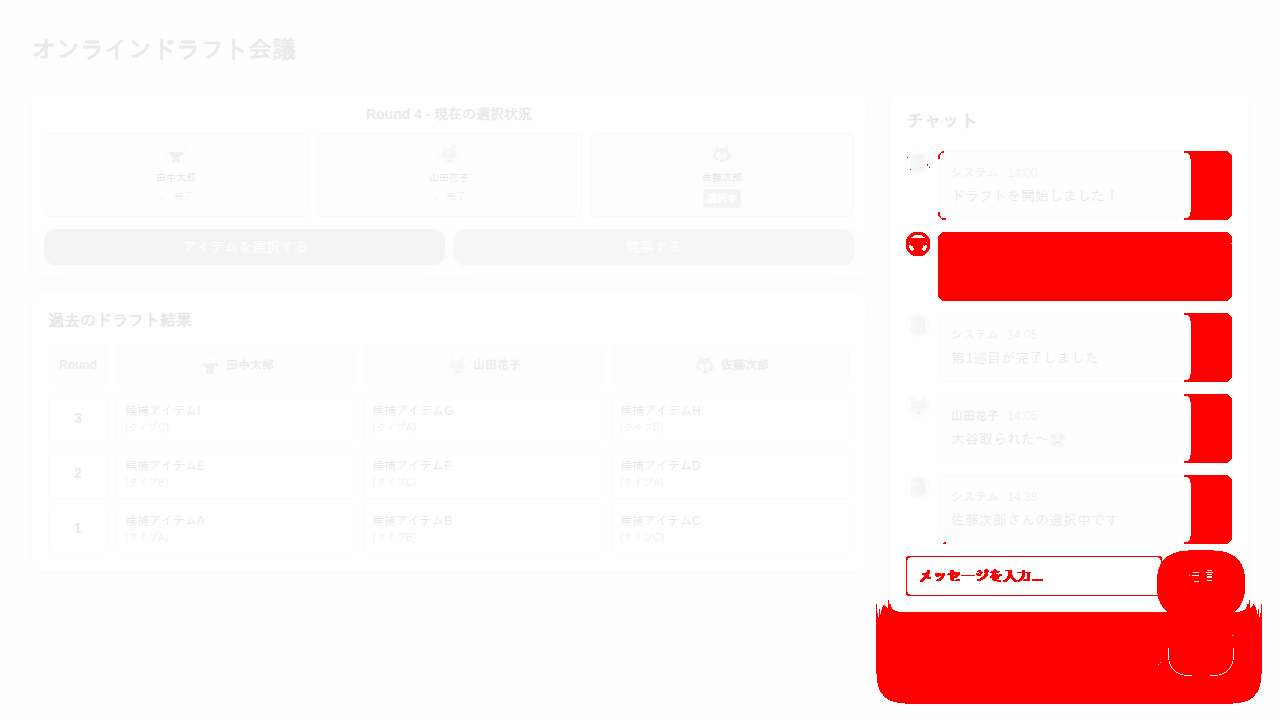 オンラインドラフト会議
Round 4 - 現在の選択状況
田中太郎
✓ 完了
山田花子
✓ 完了
佐藤次郎
選択中
アイテムを選択する
開票する
過去のドラフト結果
Round
田中太郎
山田花子
佐藤次郎
3
候補アイテムI
(タイプC)
候補アイテムG
(タイプA)
候補アイテムH
(タイプB)
2
候補アイテムE
(タイプB)
候補アイテムF
(タイプC)
候補アイテムD
(タイプA)
1
候補アイテムA
(タイプA)
候補アイテムB
(タイプB)
候補アイテムC
(タイプC)
チャット
システム 14:00
ドラフトを開始しました!
システム 14:05
第1巡目が完了しました
山田花子 14:05
大谷取られた〜😭
システム 14:38
佐藤次郎さんの選択中です
メッセージを入力...